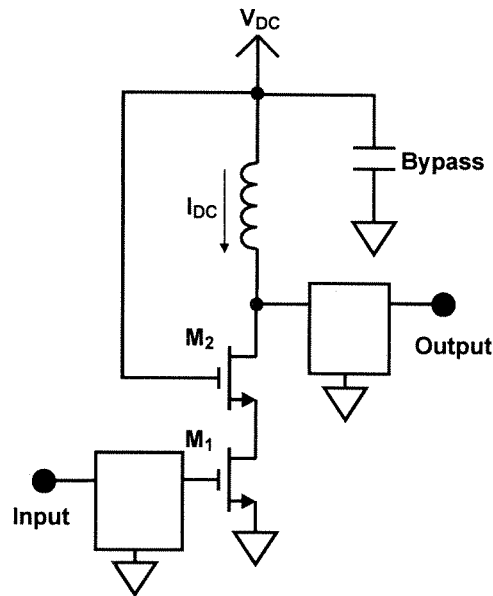 VDC
Bypass
IDC
M2
Output
M1
Input